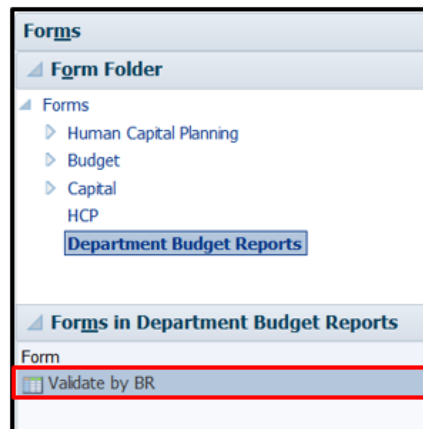 Forms
Form Folder
Forms
Human Capital Planning
Budget
Capital
HCP
Department Budget Reports
Forms in Department Budget Reports
Form
Validate by BR